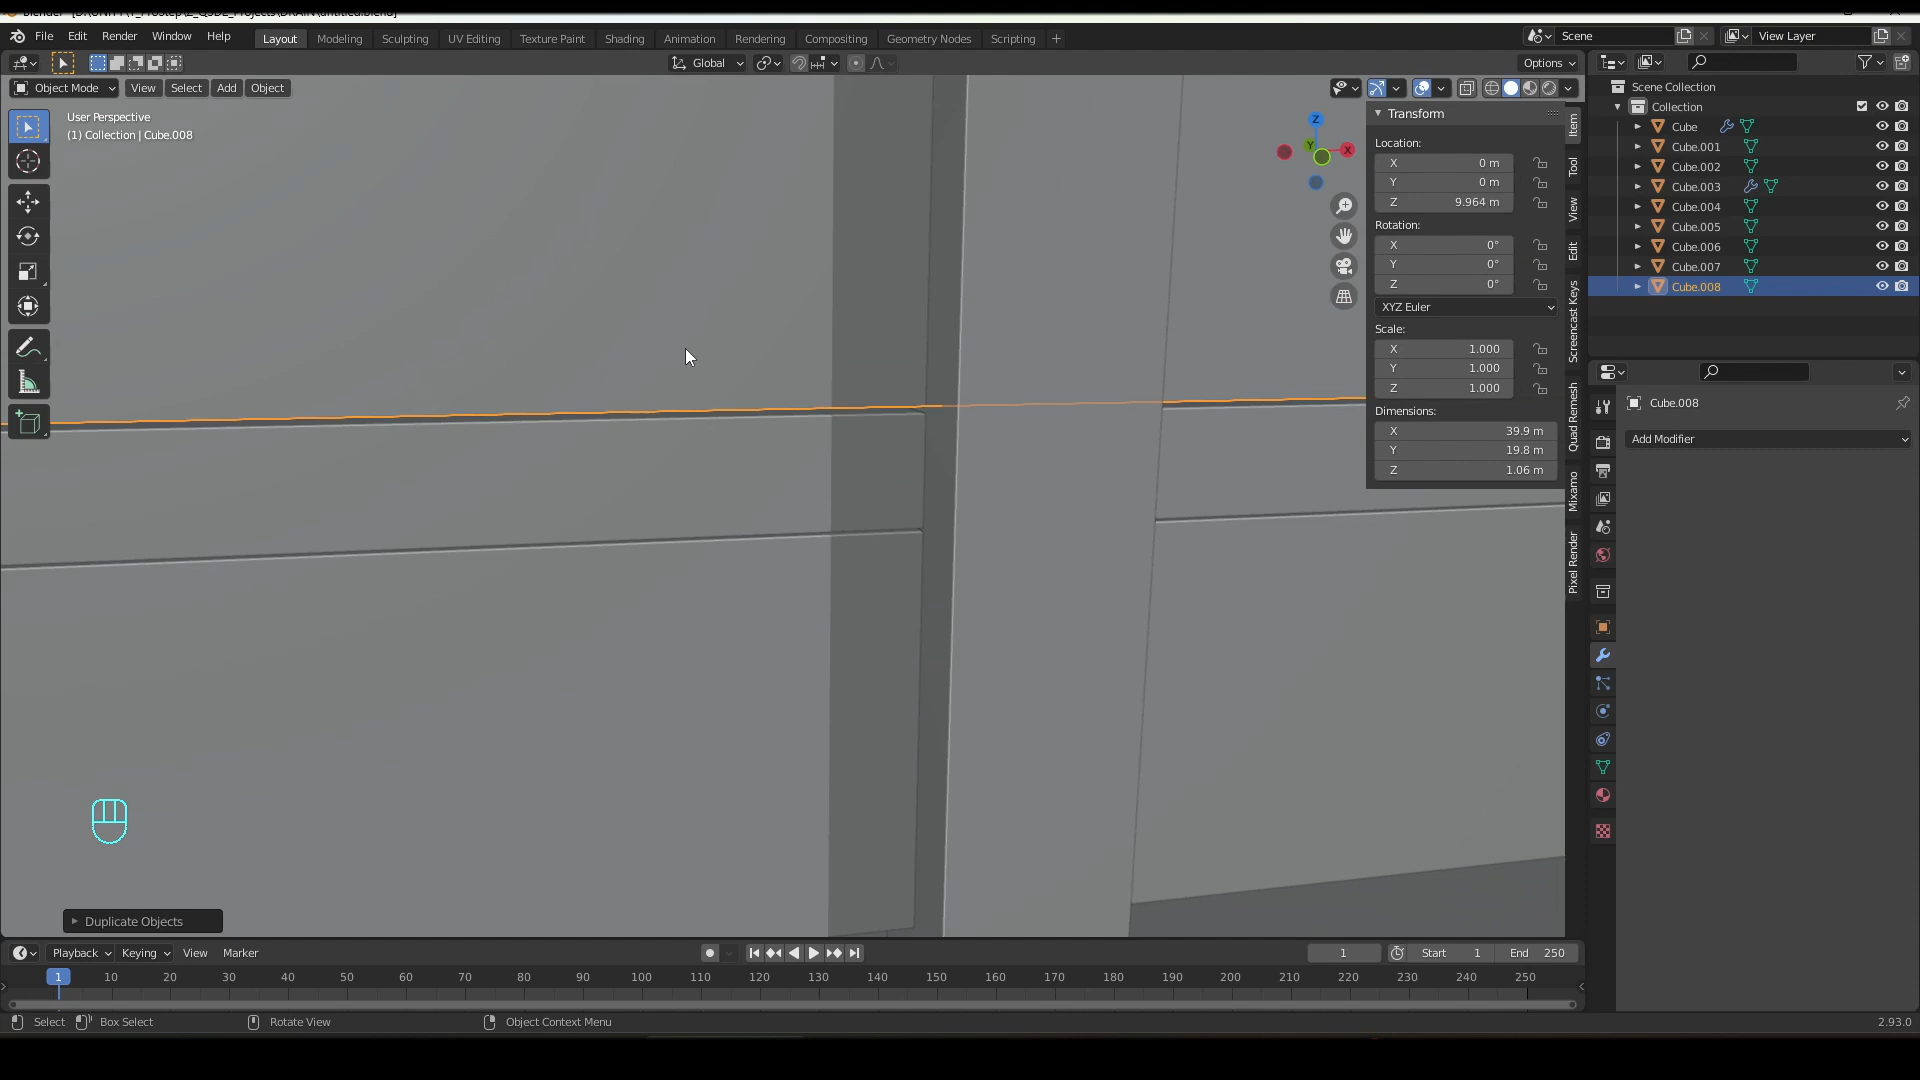 File Edit Render Window Help Layout Modeling Sculpting UV Editing Texture Paint Shading Animation Rendering Compositing Geometry Nodes Scripting Scene View Layer
Global Options
Object Mode View Select Add Object
User Perspective
(1) Collection | Cube.008
Z
Y
X
Transform
Location:
X 0 m
Y 0 m
Z 9.964 m
Rotation:
X 0°
Y 0°
Z 0°
XYZ Euler
Scale:
X 1.000
Y 1.000
Z 1.000
Dimensions:
X 39.9 m
Y 19.8 m
Z 1.06 m
Item
Tool
View
Edit
Screencast Keys
Quad Remesh
Mixamo
Pixel Render
Scene Collection
Collection
Cube
Cube.001
Cube.002
Cube.003
Cube.004
Cube.005
Cube.006
Cube.007
Cube.008
Cube.008
Add Modifier
Duplicate Objects
Playback Keying View Marker 1 Start 1 End 250
1 10 20 30 40 50 60 70 80 90 100 110 120 130 140 150 160 170 180 190 200 210 220 230 240 250
Select Box Select Rotate View Object Context Menu 2.93.0